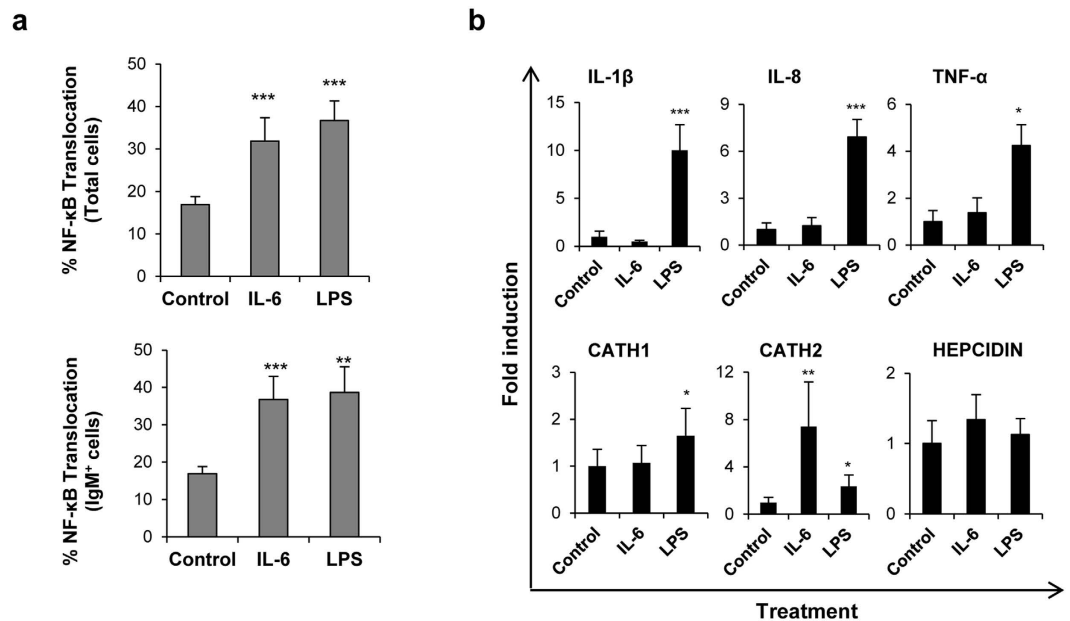 a
% NF-κB Translocation
(Total cells)
50
40
30
20
10
0
***
***
Control IL-6 LPS
% NF-κB Translocation
(IgM⁺ cells)
50
40
30
20
10
0
***
**
Control IL-6 LPS
b
Fold induction
IL-1β
15
10
5
0
***
Control IL-6 LPS
IL-8
9
6
3
0
***
Control IL-6 LPS
TNF-α
6
4
2
0
*
Control IL-6 LPS
CATH1
3
2
1
0
*
Control IL-6 LPS
CATH2
12
8
4
0
**
*
Control IL-6 LPS
HEPCIDIN
2
1
0
Control IL-6 LPS
Treatment